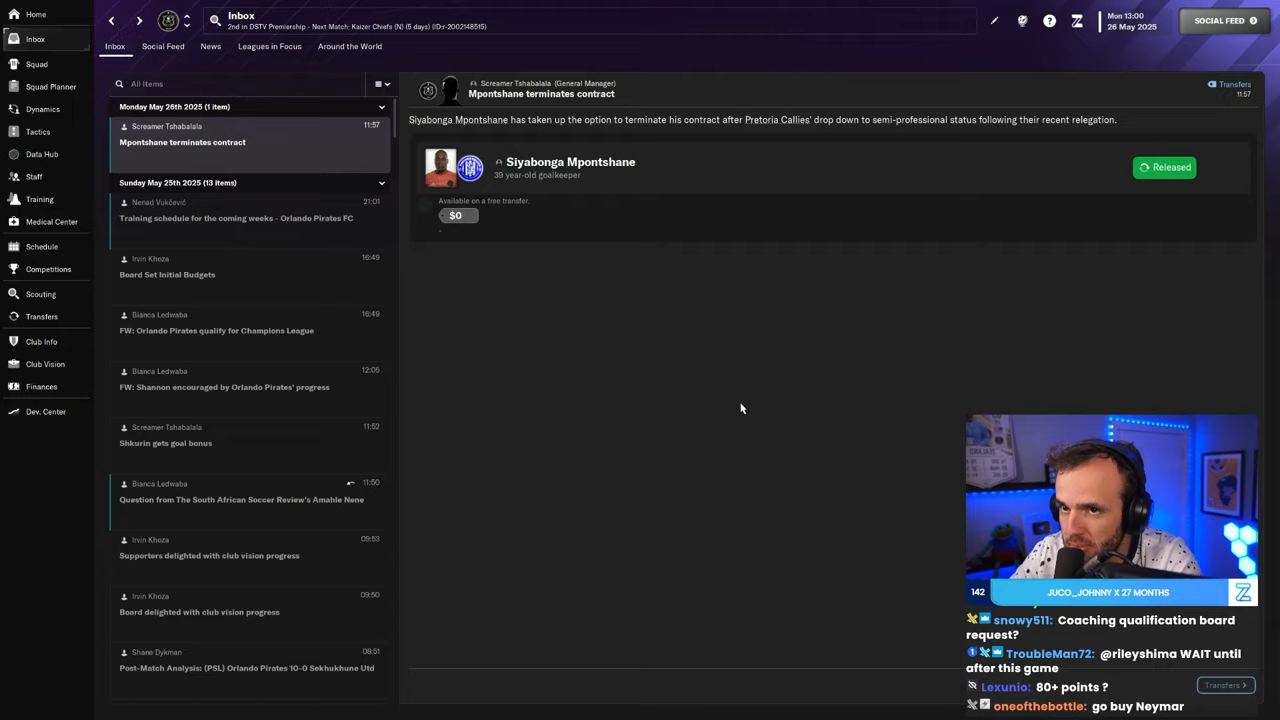 Home
Inbox
Squad
Squad Planner
Dynamics
Tactics
Data Hub
Staff
Training
Medical Center
Schedule
Competitions
Scouting
Transfers
Club Info
Club Vision
Finances
Dev. Center
Inbox
2nd in DSTV Premiership - Next Match: Kaizer Chiefs (N) (5 days) (ID:r-2002148515)
Mon 13:00
26 May 2025
SOCIAL FEED
Inbox
Social Feed
News
Leagues in Focus
Around the World
All Items
Monday May 26th 2025 (1 item)
Screamer Tshabalala
11:57
Mpontshane terminates contract
Sunday May 25th 2025 (13 items)
Nenad Vukčević
21:01
Training schedule for the coming weeks - Orlando Pirates FC
Irvin Khoza
16:49
Board Set Initial Budgets
Bianca Ledwaba
16:49
FW: Orlando Pirates qualify for Champions League
Bianca Ledwaba
12:05
FW: Shannon encouraged by Orlando Pirates' progress
Screamer Tshabalala
11:52
Shkurin gets goal bonus
Bianca Ledwaba
11:50
Question from The South African Soccer Review's Amahle Nene
Irvin Khoza
09:53
Supporters delighted with club vision progress
Irvin Khoza
09:50
Board delighted with club vision progress
Shane Dykman
08:51
Post-Match Analysis: (PSL) Orlando Pirates 10-0 Sekhukhune Utd
Screamer Tshabalala (General Manager)
Mpontshane terminates contract
Transfers
11:57
Siyabonga Mpontshane has taken up the option to terminate his contract after Pretoria Callies' drop down to semi-professional status following their recent relegation.
Siyabonga Mpontshane
39 year-old goalkeeper
Released
Available on a free transfer.
$0
-
142
JUCO_JOHNNY X 27 MONTHS
snowy511: Coaching qualification board
request?
TroubleMan72: @rileyshima WAIT until
after this game
Lexunio: 80+ points ?
oneofthebottle: go buy Neymar
Transfers